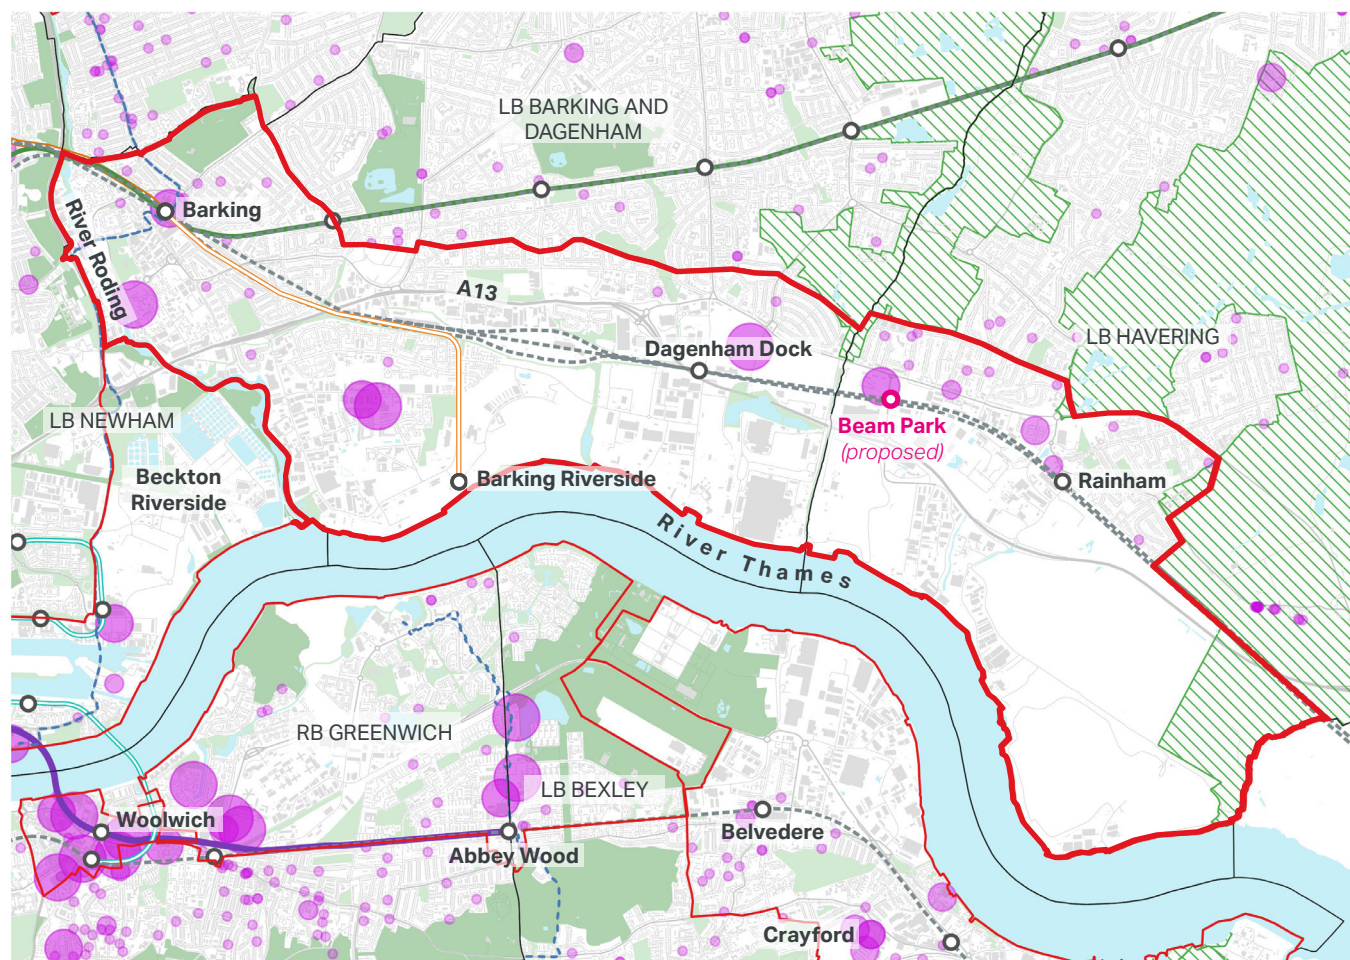 LB BARKING AND
DAGENHAM
Barking
River Roding
A13
LB HAVERING
Dagenham Dock
LB NEWHAM
Beam Park
(proposed)
Beckton
Riverside
Barking Riverside
Rainham
River Thames
RB GREENWICH
LB BEXLEY
Woolwich
Belvedere
Abbey Wood
Crayford